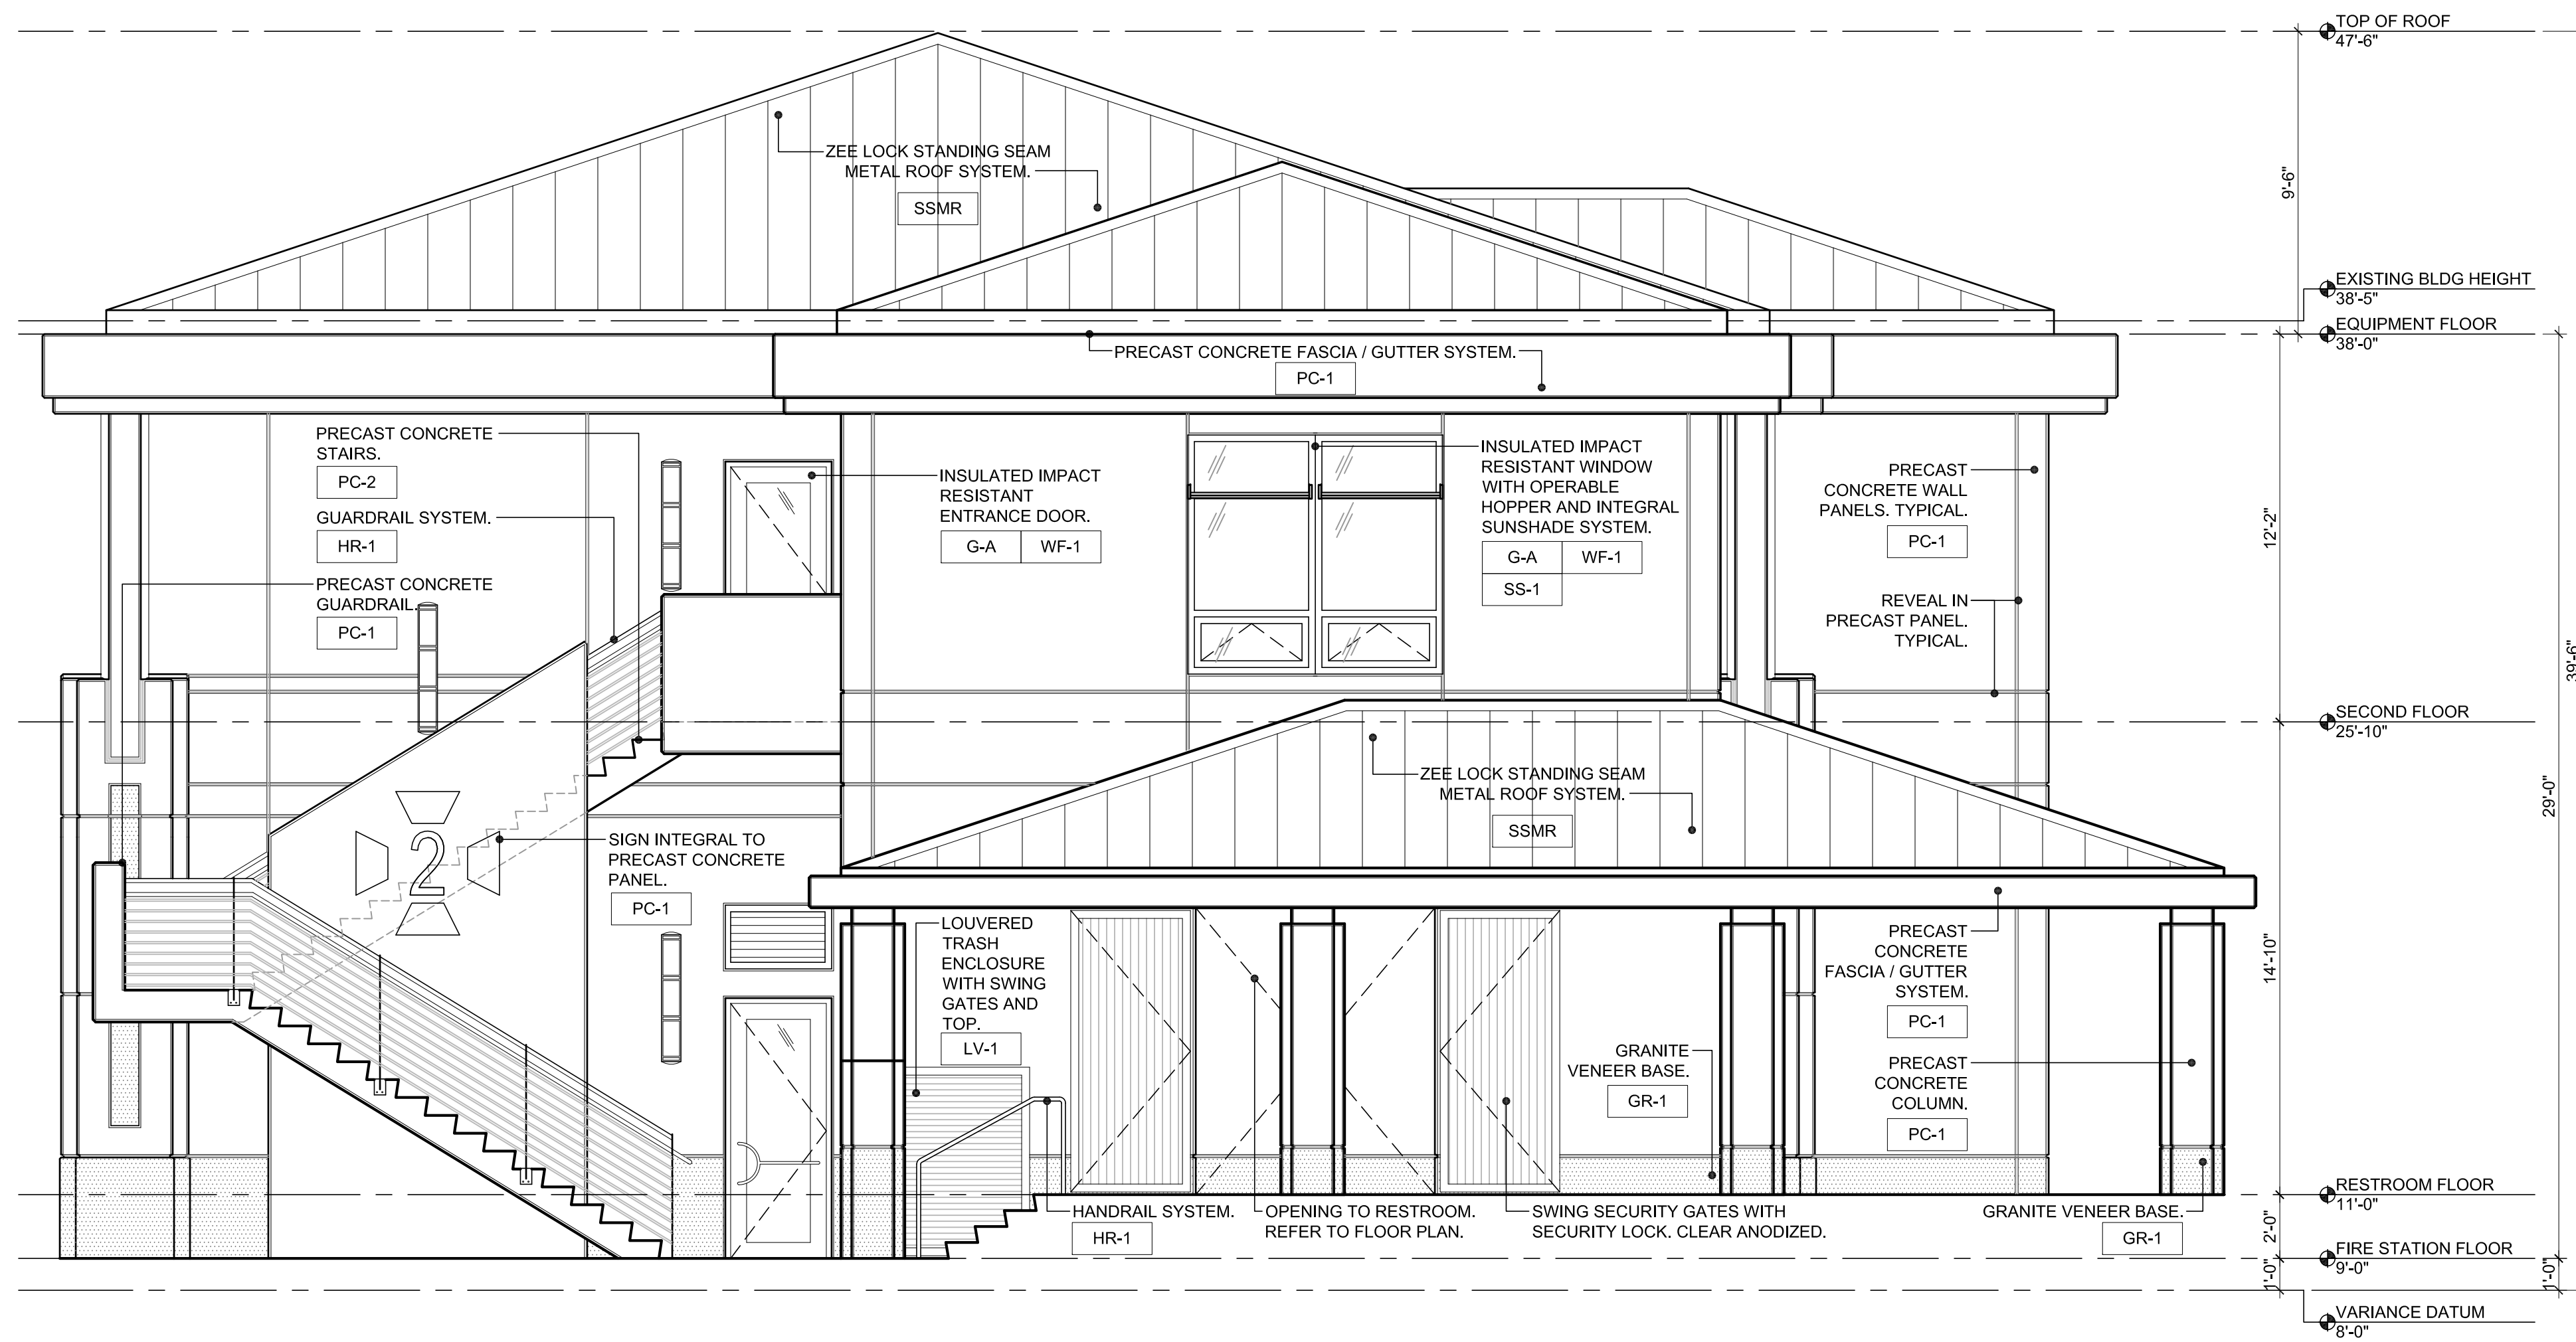 TOP OF ROOF
47'-6"
9'-6"
ZEE LOCK STANDING SEAM
METAL ROOF SYSTEM.
SSMR
EXISTING BLDG HEIGHT
38'-5"
EQUIPMENT FLOOR
38'-0"
PRECAST CONCRETE FASCIA / GUTTER SYSTEM.
PC-1
PRECAST CONCRETE
STAIRS.
PC-2
GUARDRAIL SYSTEM.
HR-1
PRECAST CONCRETE
GUARDRAIL.
PC-1
INSULATED IMPACT
RESISTANT
ENTRANCE DOOR.
G-A WF-1
INSULATED IMPACT
RESISTANT WINDOW
WITH OPERABLE
HOPPER AND INTEGRAL
SUNSHADE SYSTEM.
G-A WF-1
SS-1
PRECAST
CONCRETE WALL
PANELS. TYPICAL.
PC-1
REVEAL IN
PRECAST PANEL.
TYPICAL.
12'-2"
39'-6"
SECOND FLOOR
25'-10"
29'-0"
14'-10"
ZEE LOCK STANDING SEAM
METAL ROOF SYSTEM.
SSMR
2
SIGN INTEGRAL TO
PRECAST CONCRETE
PANEL.
PC-1
LOUVERED
TRASH
ENCLOSURE
WITH SWING
GATES AND
TOP.
LV-1
GRANITE
VENEER BASE.
GR-1
PRECAST
CONCRETE
FASCIA / GUTTER
SYSTEM.
PC-1
PRECAST
CONCRETE
COLUMN.
PC-1
HANDRAIL SYSTEM.
HR-1
OPENING TO RESTROOM.
REFER TO FLOOR PLAN.
SWING SECURITY GATES WITH
SECURITY LOCK. CLEAR ANODIZED.
GRANITE VENEER BASE.
GR-1
RESTROOM FLOOR
11'-0"
2'-0"
FIRE STATION FLOOR
9'-0"
1'-0"
1'-0"
VARIANCE DATUM
8'-0"